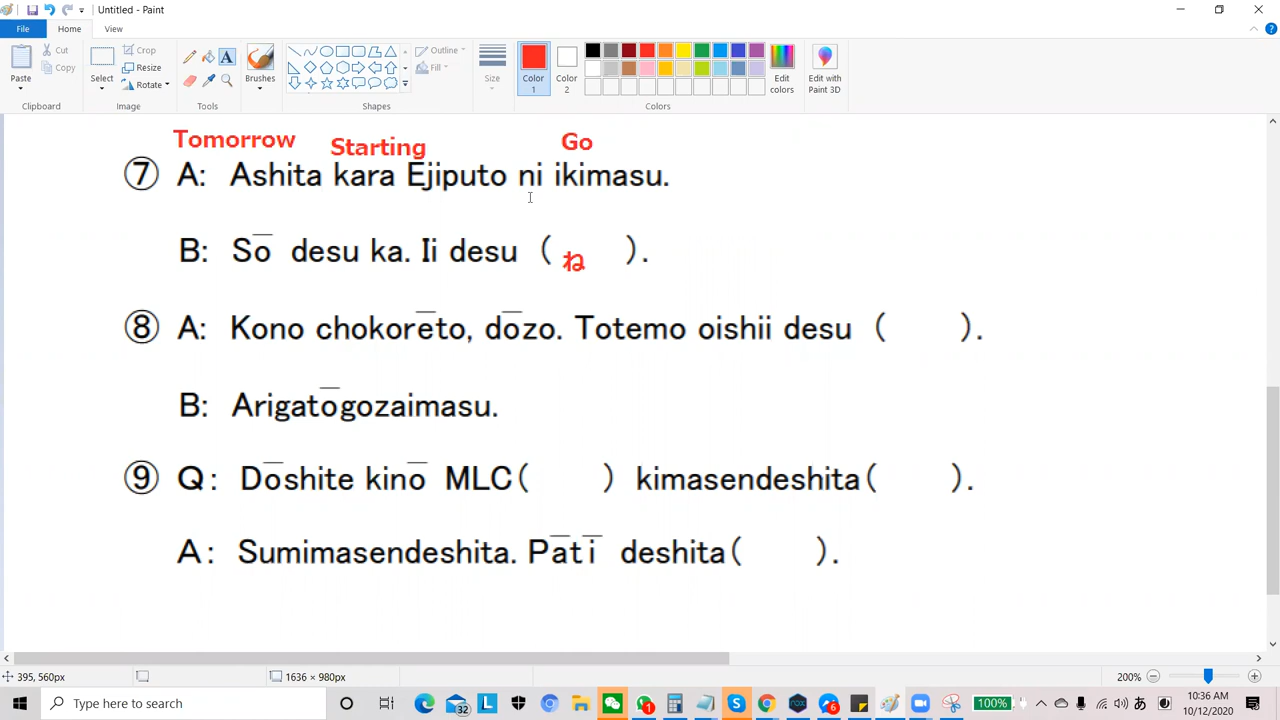 Untitled - Paint
File Home View
Paste Cut Copy Select Crop Resize Rotate A Brushes Outline Fill Size Color 1 Color 2 Edit colors Edit with Paint 3D
Clipboard Image Tools Shapes Colors
Tomorrow Starting Go
⑦ A: Ashita kara Ejiputo ni ikimasu.
B: Sō desu ka. Ii desu ( ね ).
⑧ A: Kono chokorēto, dōzo. Totemo oishii desu ( ).
B: Arigatōgozaimasu.
⑨ Q: Dōshite kinō MLC( ) kimasendeshita( ).
A: Sumimasendeshita. Pātī deshita( ).
395, 560px 1636 × 980px 200%
Type here to search 32 L 1 S 6 100% 10:36 AM
10/12/2020